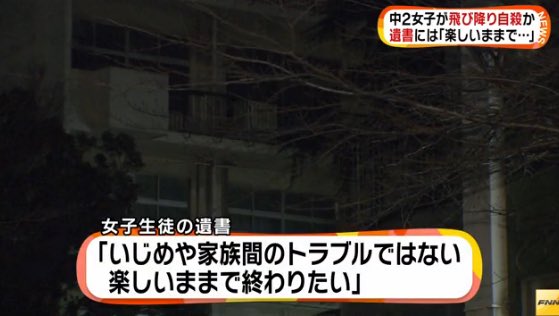 中2女子が飛び降り自殺か
遺書には「楽しいままで…」
NEWS
女子生徒の遺書
「いじめや家族間のトラブルではない
楽しいままで終わりたい」
FNN